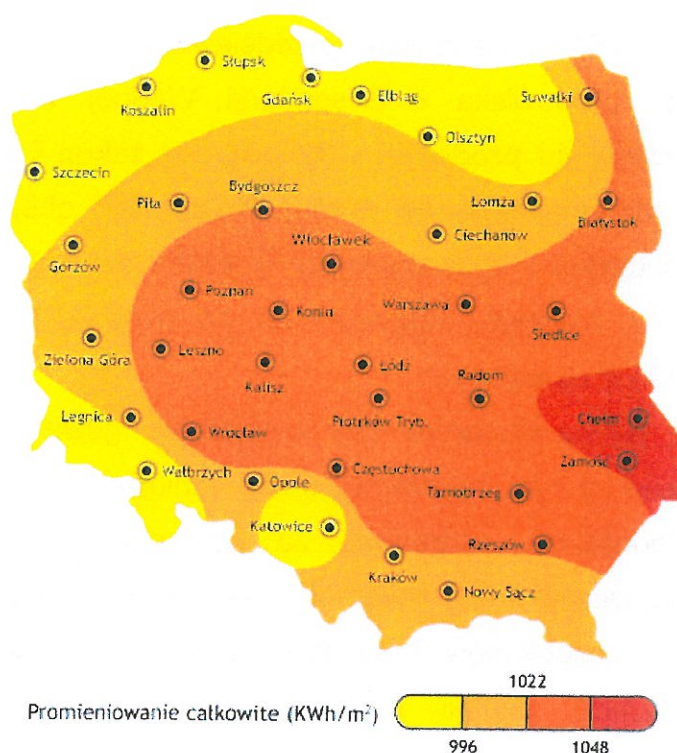 Słupsk
Koszalin
Gdańsk
Elbląg
Suwałki
Olsztyn
Szczecin
Bydgoszcz
Piła
Łomża
Białystok
Ciechanów
Włocławek
Gorzów
Poznań
Konin
Warszawa
Siedlce
Zielona Góra
Leszno
Kalisz
Łódź
Radom
Legnica
Wrocław
Piotrków Tryb.
Chełm
Wałbrzych
Opole
Częstochowa
Zamość
Tarnobrzeg
Katowice
Rzeszów
Kraków
Nowy Sącz
1022
Promieniowanie całkowite (KWh/m²)
996
1048